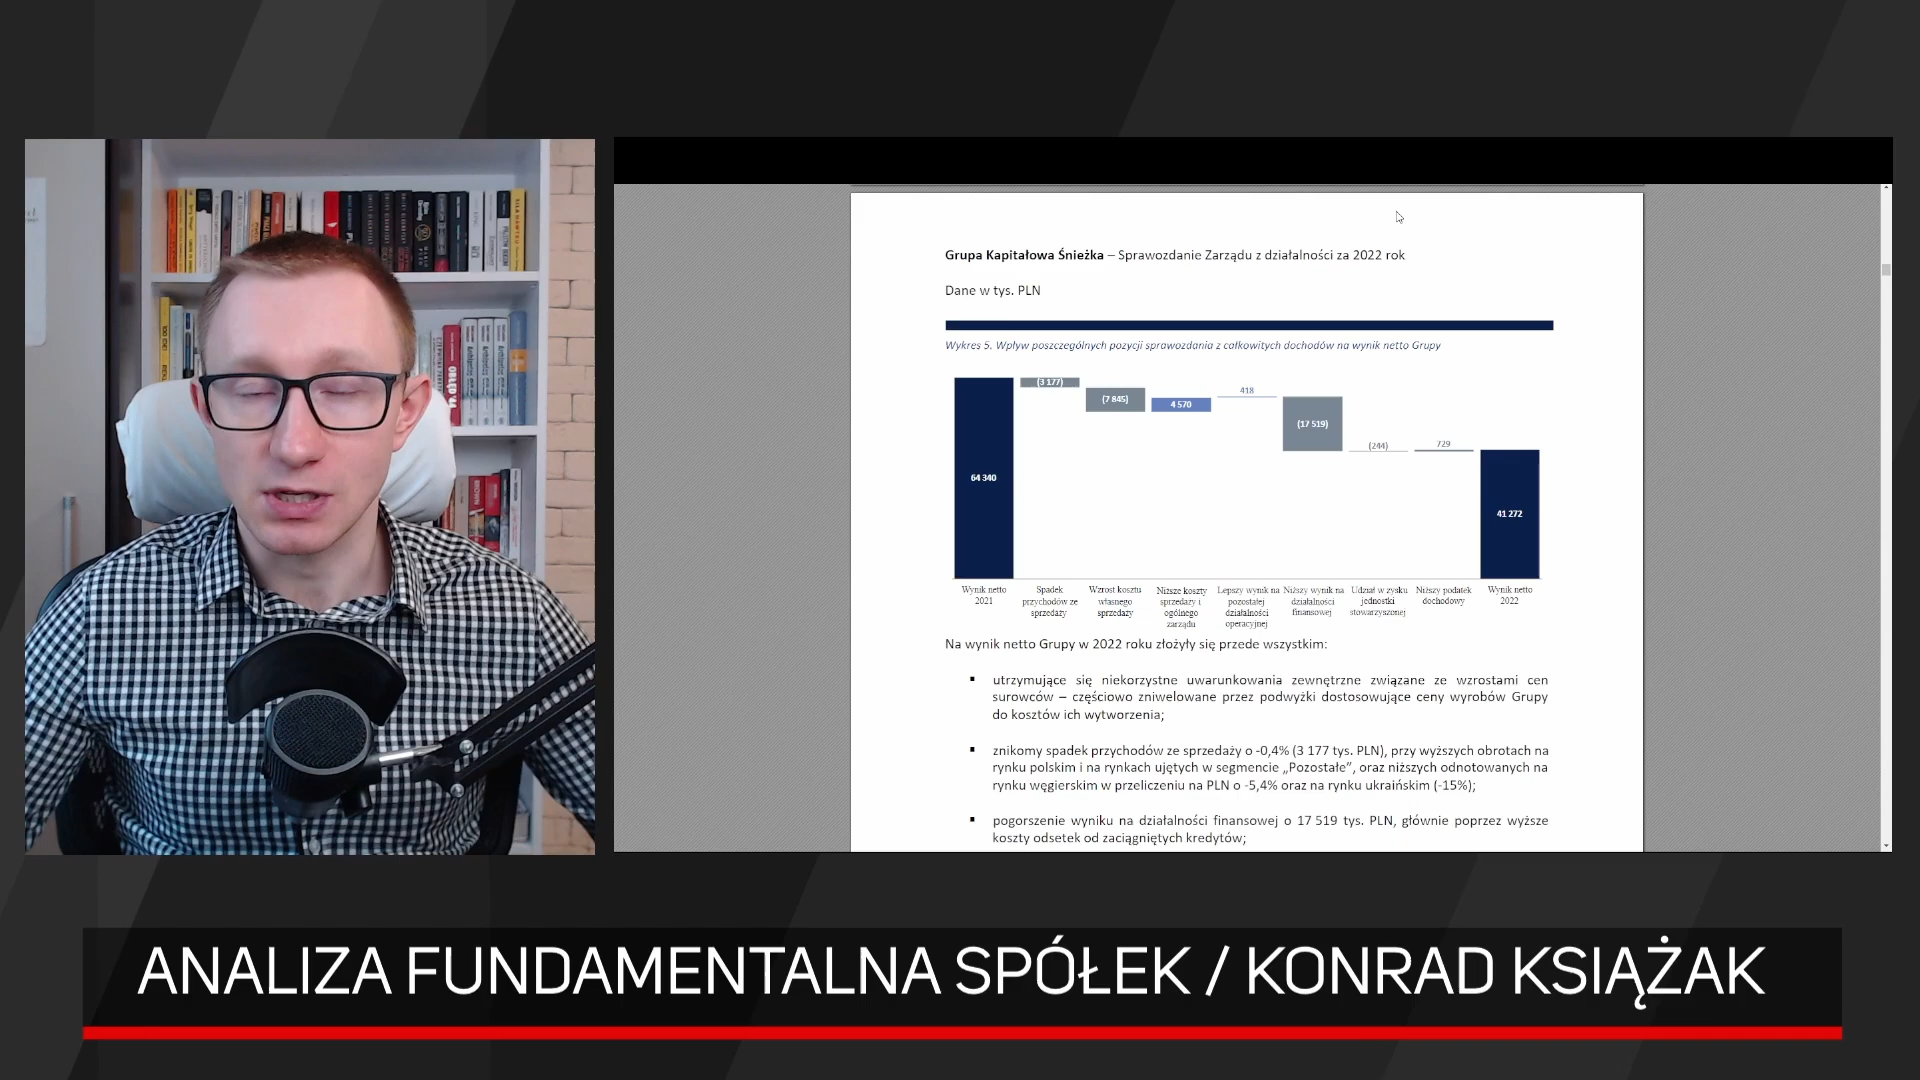 Grupa Kapitałowa Śnieżka – Sprawozdanie Zarządu z działalności za 2022 rok
Dane w tys. PLN
Wykres 5. Wpływ poszczególnych pozycji sprawozdania z całkowitych dochodów na wynik netto Grupy
64 340
(3 177)
(7 845)
4 570
418
(17 519)
(244)
729
41 272
Wynik netto
2021
Spadek
przychodów ze
sprzedaży
Wzrost kosztu
własnego
sprzedaży
Niższe koszty
sprzedaży i
ogólnego
zarządu
Lepszy wynik na
pozostałej
działalności
operacyjnej
Niższy wynik na
działalności
finansowej
Udział w zysku
jednostki
stowarzyszonej
Niższy podatek
dochodowy
Wynik netto
2022
Na wynik netto Grupy w 2022 roku złożyły się przede wszystkim:
▪ utrzymujące się niekorzystne uwarunkowania zewnętrzne związane ze wzrostami cen
surowców – częściowo zniwelowane przez podwyżki dostosowujące ceny wyrobów Grupy
do kosztów ich wytworzenia;
▪ znikomy spadek przychodów ze sprzedaży o -0,4% (3 177 tys. PLN), przy wyższych obrotach na
rynku polskim i na rynkach ujętych w segmencie „Pozostałe”, oraz niższych odnotowanych na
rynku węgierskim w przeliczeniu na PLN o -5,4% oraz na rynku ukraińskim (-15%);
▪ pogorszenie wyniku na działalności finansowej o 17 519 tys. PLN, głównie poprzez wyższe
koszty odsetek od zaciągniętych kredytów;
ANALIZA FUNDAMENTALNA SPÓŁEK / KONRAD KSIĄŻAK